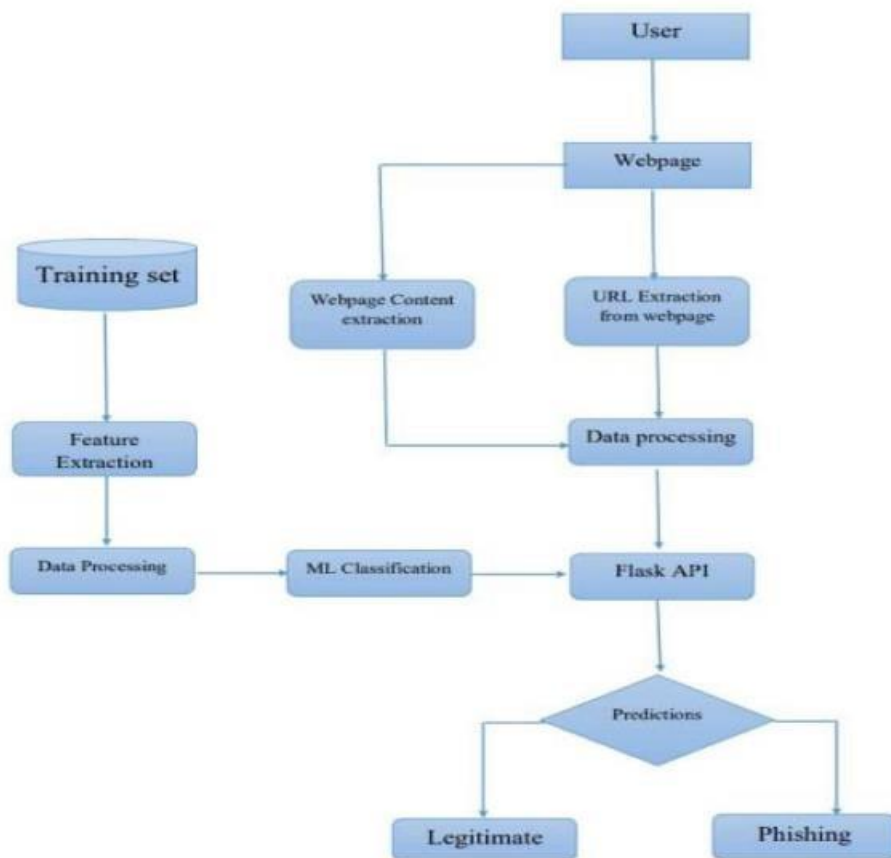 User
Webpage
Training set
Webpage Content
extraction
URL Extraction
from webpage
Feature
Extraction
Data processing
Data Processing
ML Classification
Flask API
Predictions
Legitimate
Phishing